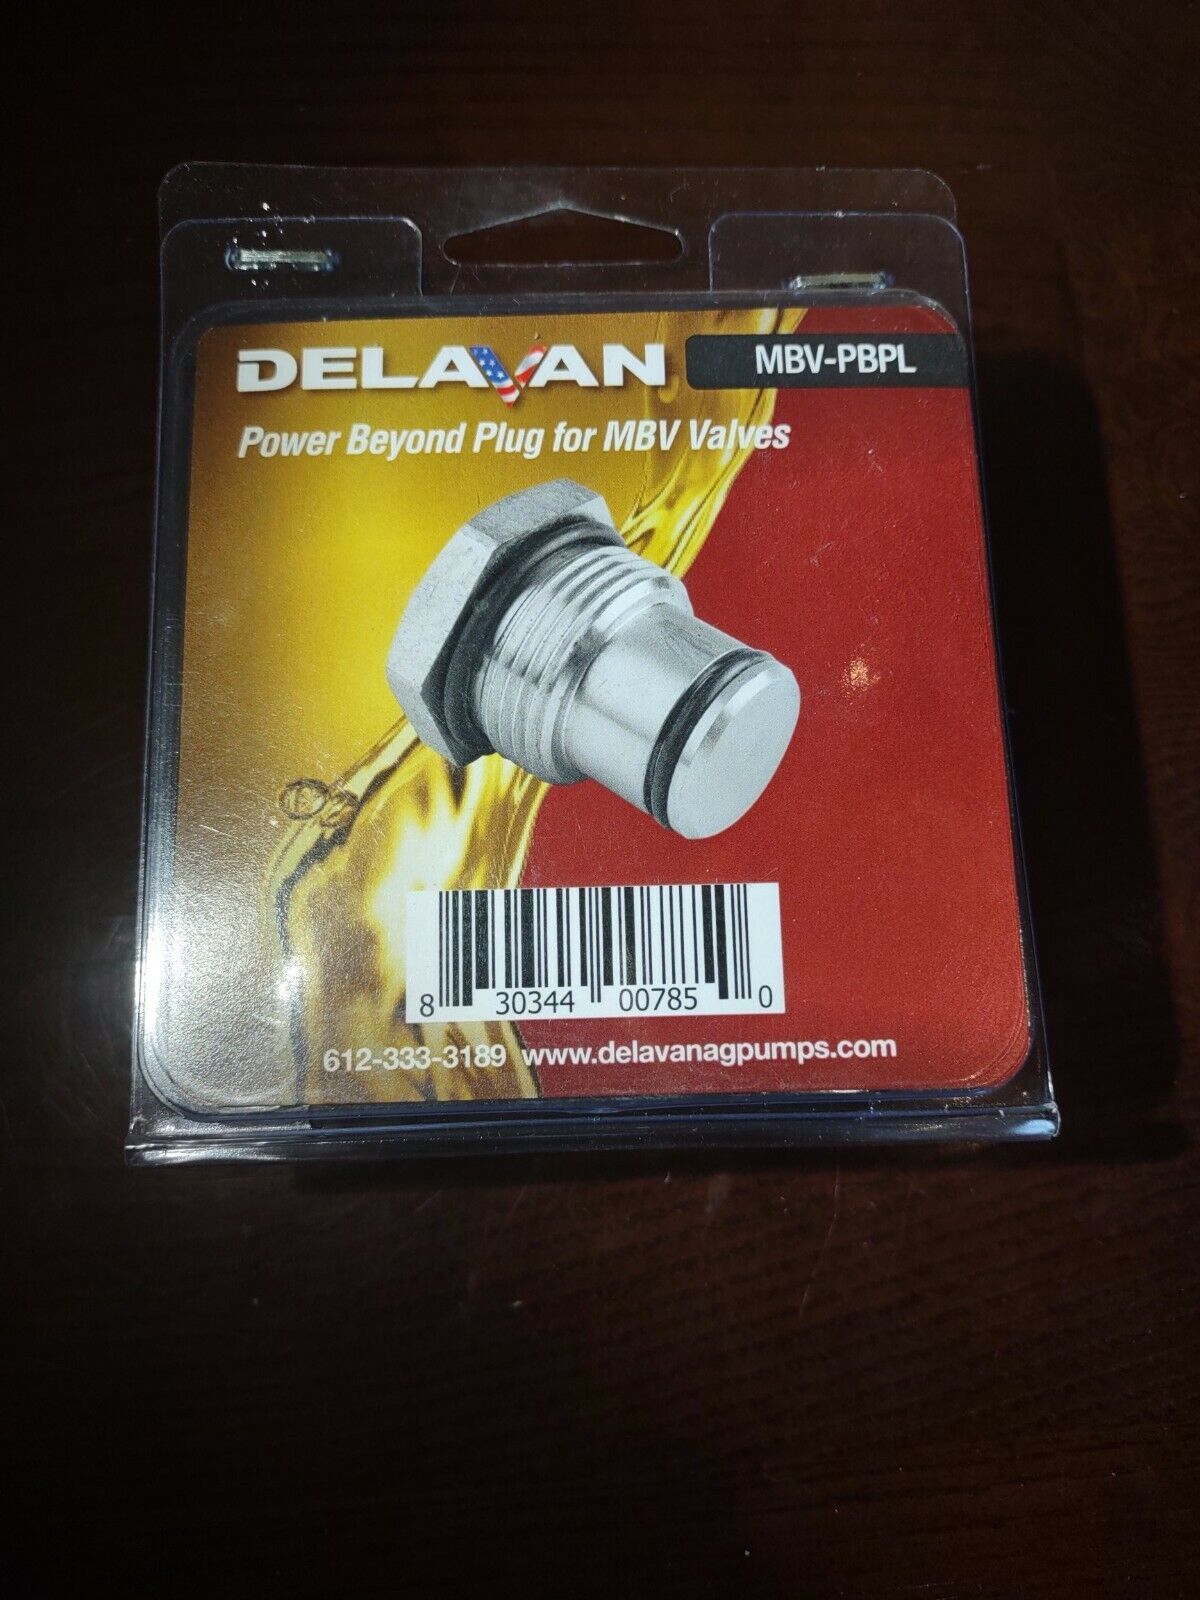 DELAVAN
MBV-PBPL
Power Beyond Plug for MBV Valves
8 30344 00785 0
612-333-3189 www.delavanagpumps.com